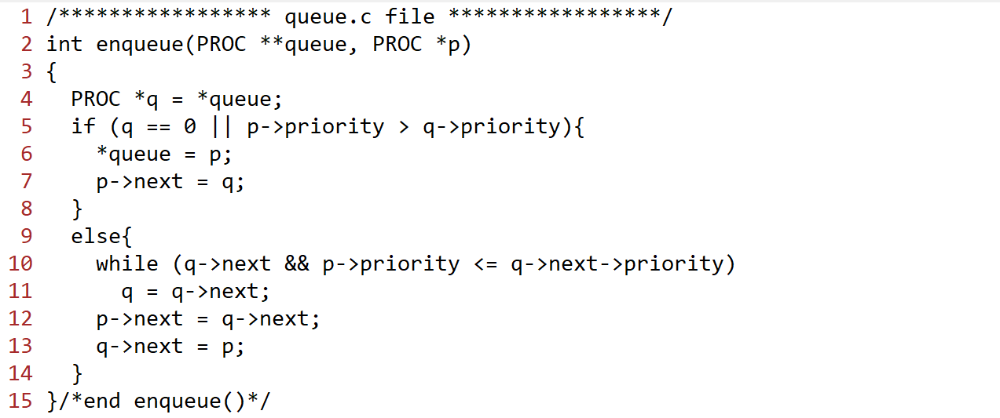 1 /***************** queue.c file *****************/
2 int enqueue(PROC **queue, PROC *p)
3 {
4   PROC *q = *queue;
5   if (q == 0 || p->priority > q->priority){
6     *queue = p;
7     p->next = q;
8   }
9   else{
10     while (q->next && p->priority <= q->next->priority)
11       q = q->next;
12     p->next = q->next;
13     q->next = p;
14   }
15 }/*end enqueue()*/